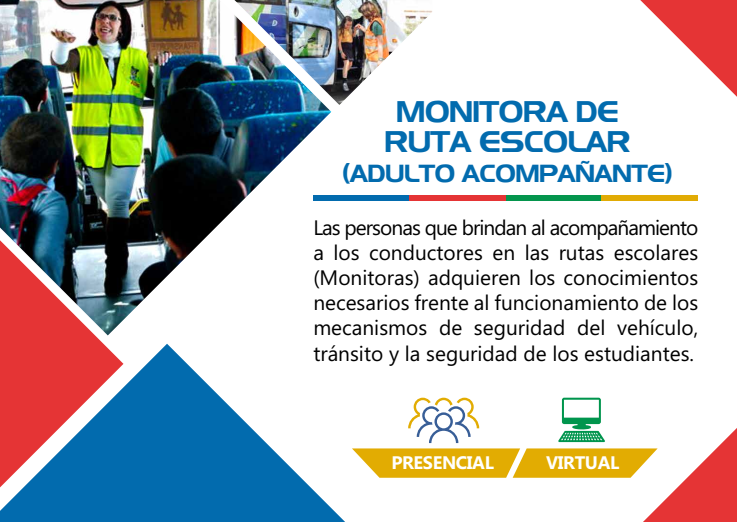 MONITORA DE
RUTA ESCOLAR
(ADULTO ACOMPAÑANTE)
Las personas que brindan al acompañamiento
a los conductores en las rutas escolares
(Monitoras) adquieren los conocimientos
necesarios frente al funcionamiento de los
mecanismos de seguridad del vehículo,
tránsito y la seguridad de los estudiantes.
PRESENCIAL
VIRTUAL